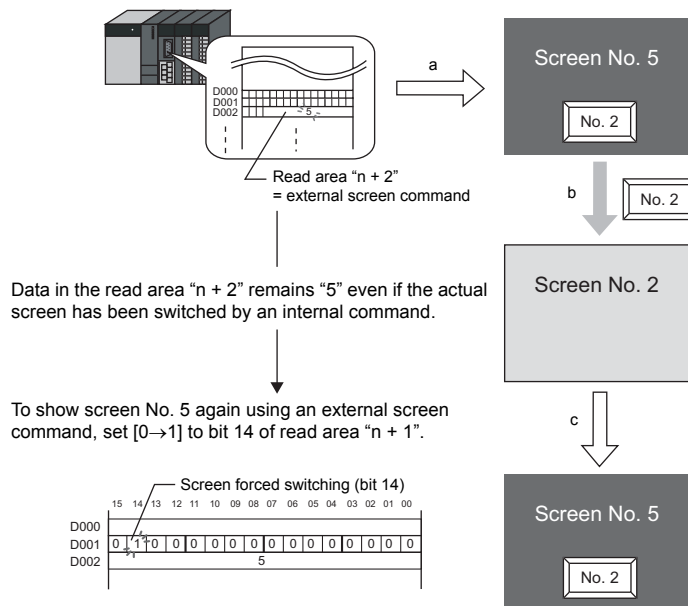 a
Screen No. 5
No. 2
D000
D001
D002
5
Read area “n + 2”
= external screen command
b
No. 2
Screen No. 2
Data in the read area “n + 2” remains “5” even if the actual
screen has been switched by an internal command.
To show screen No. 5 again using an external screen
command, set [0→1] to bit 14 of read area “n + 1”.
c
Screen forced switching (bit 14)
15 14 13 12 11 10 09 08 07 06 05 04 03 02 01 00
D000
D001 0 1 0 0 0 0 0 0 0 0 0 0 0 0 0 0
D002 5
Screen No. 5
No. 2